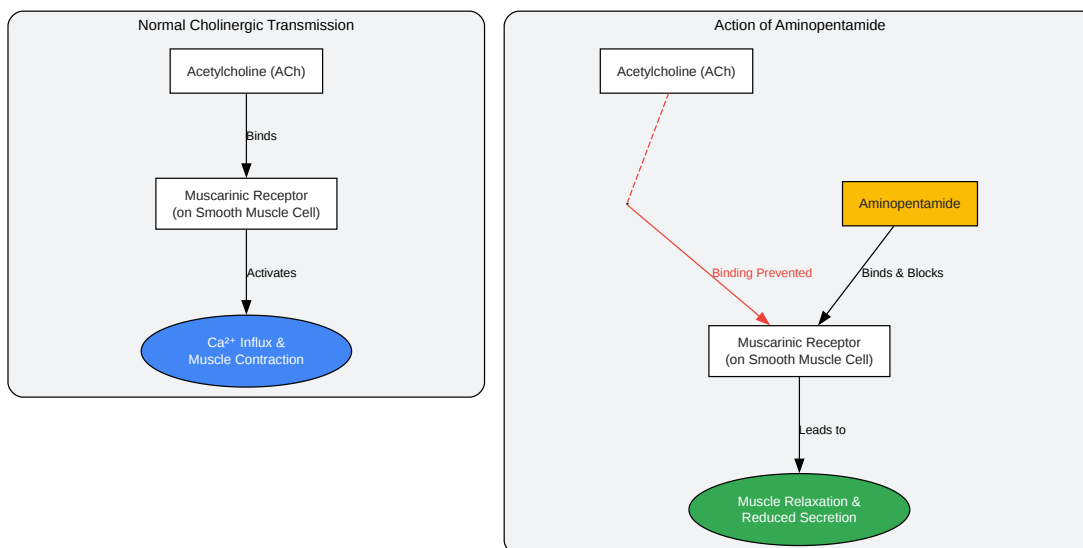 Normal Cholinergic Transmission
Acetylcholine (ACh)
Binds
Muscarinic Receptor
(on Smooth Muscle Cell)
Activates
Ca²⁺ Influx &
Muscle Contraction
Action of Aminopentamide
Acetylcholine (ACh)
Aminopentamide
Binding Prevented
Binds & Blocks
Muscarinic Receptor
(on Smooth Muscle Cell)
Leads to
Muscle Relaxation &
Reduced Secretion